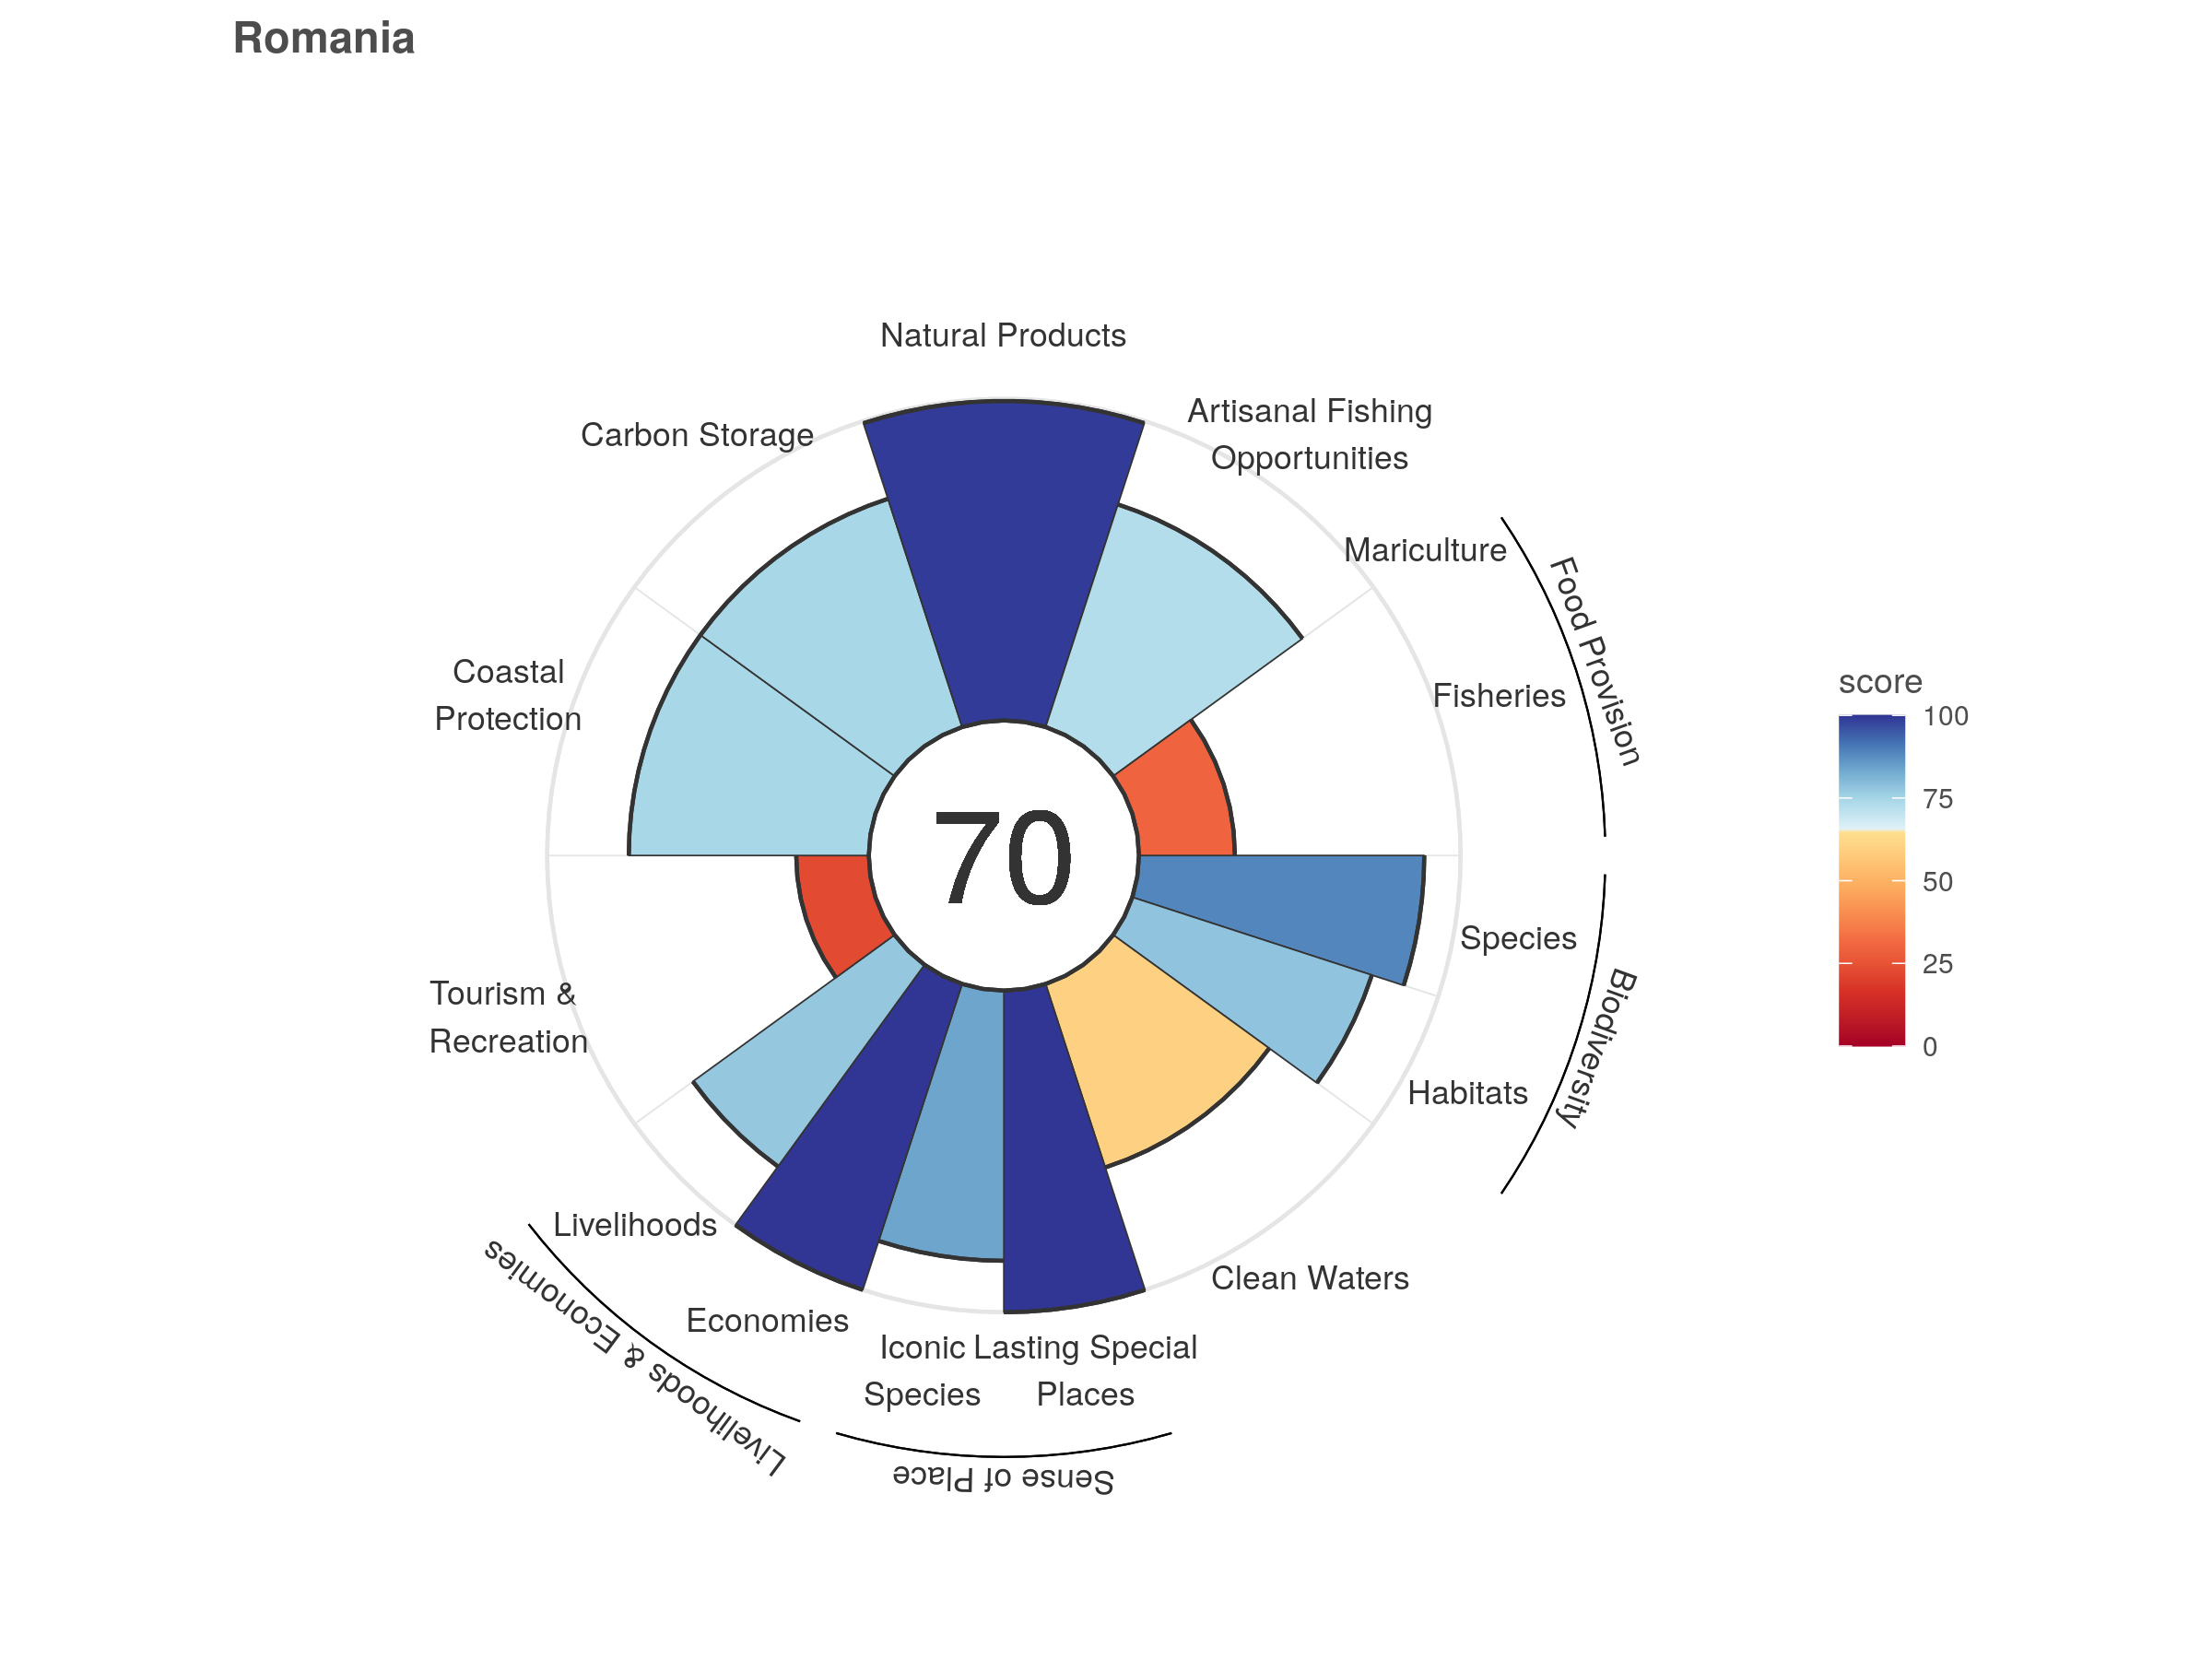 Romania
Natural Products
Artisanal Fishing
Opportunities
Carbon Storage
Mariculture
Food Provision
Fisheries
Coastal
Protection
70
score
100
75
50
25
0
Species
Biodiversity
Habitats
Tourism &
Recreation
Livelihoods
Clean Waters
Economies
Iconic
Species
Lasting Special
Places
Livelihoods & Economies
Sense of Place